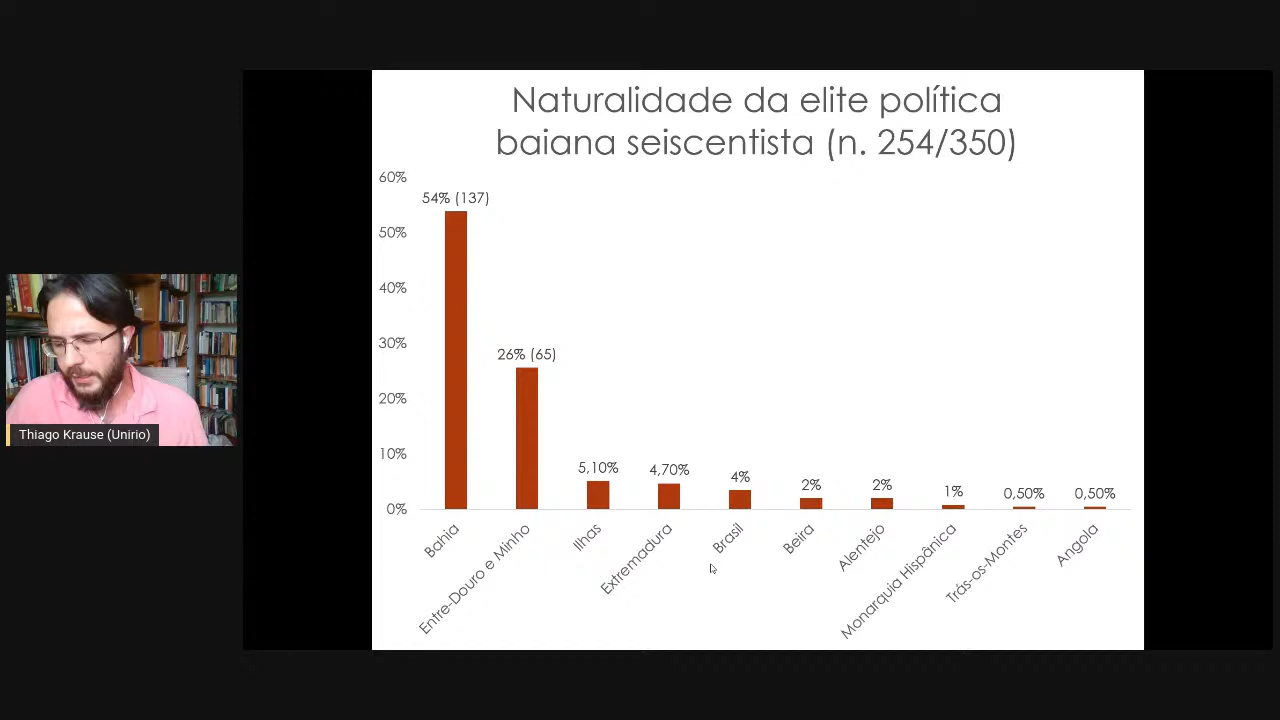 Naturalidade da elite política
baiana seiscentista (n. 254/350)
60%
50%
40%
30%
20%
10%
0%
54% (137)
26% (65)
5,10%
4,70%
4%
2%
2%
1%
0,50%
0,50%
Bahia
Entre-Douro e Minho
Ilhas
Extremadura
Brasil
Beira
Alentejo
Monarquia Hispânica
Trás-os-Montes
Angola
Thiago Krause (Unirio)